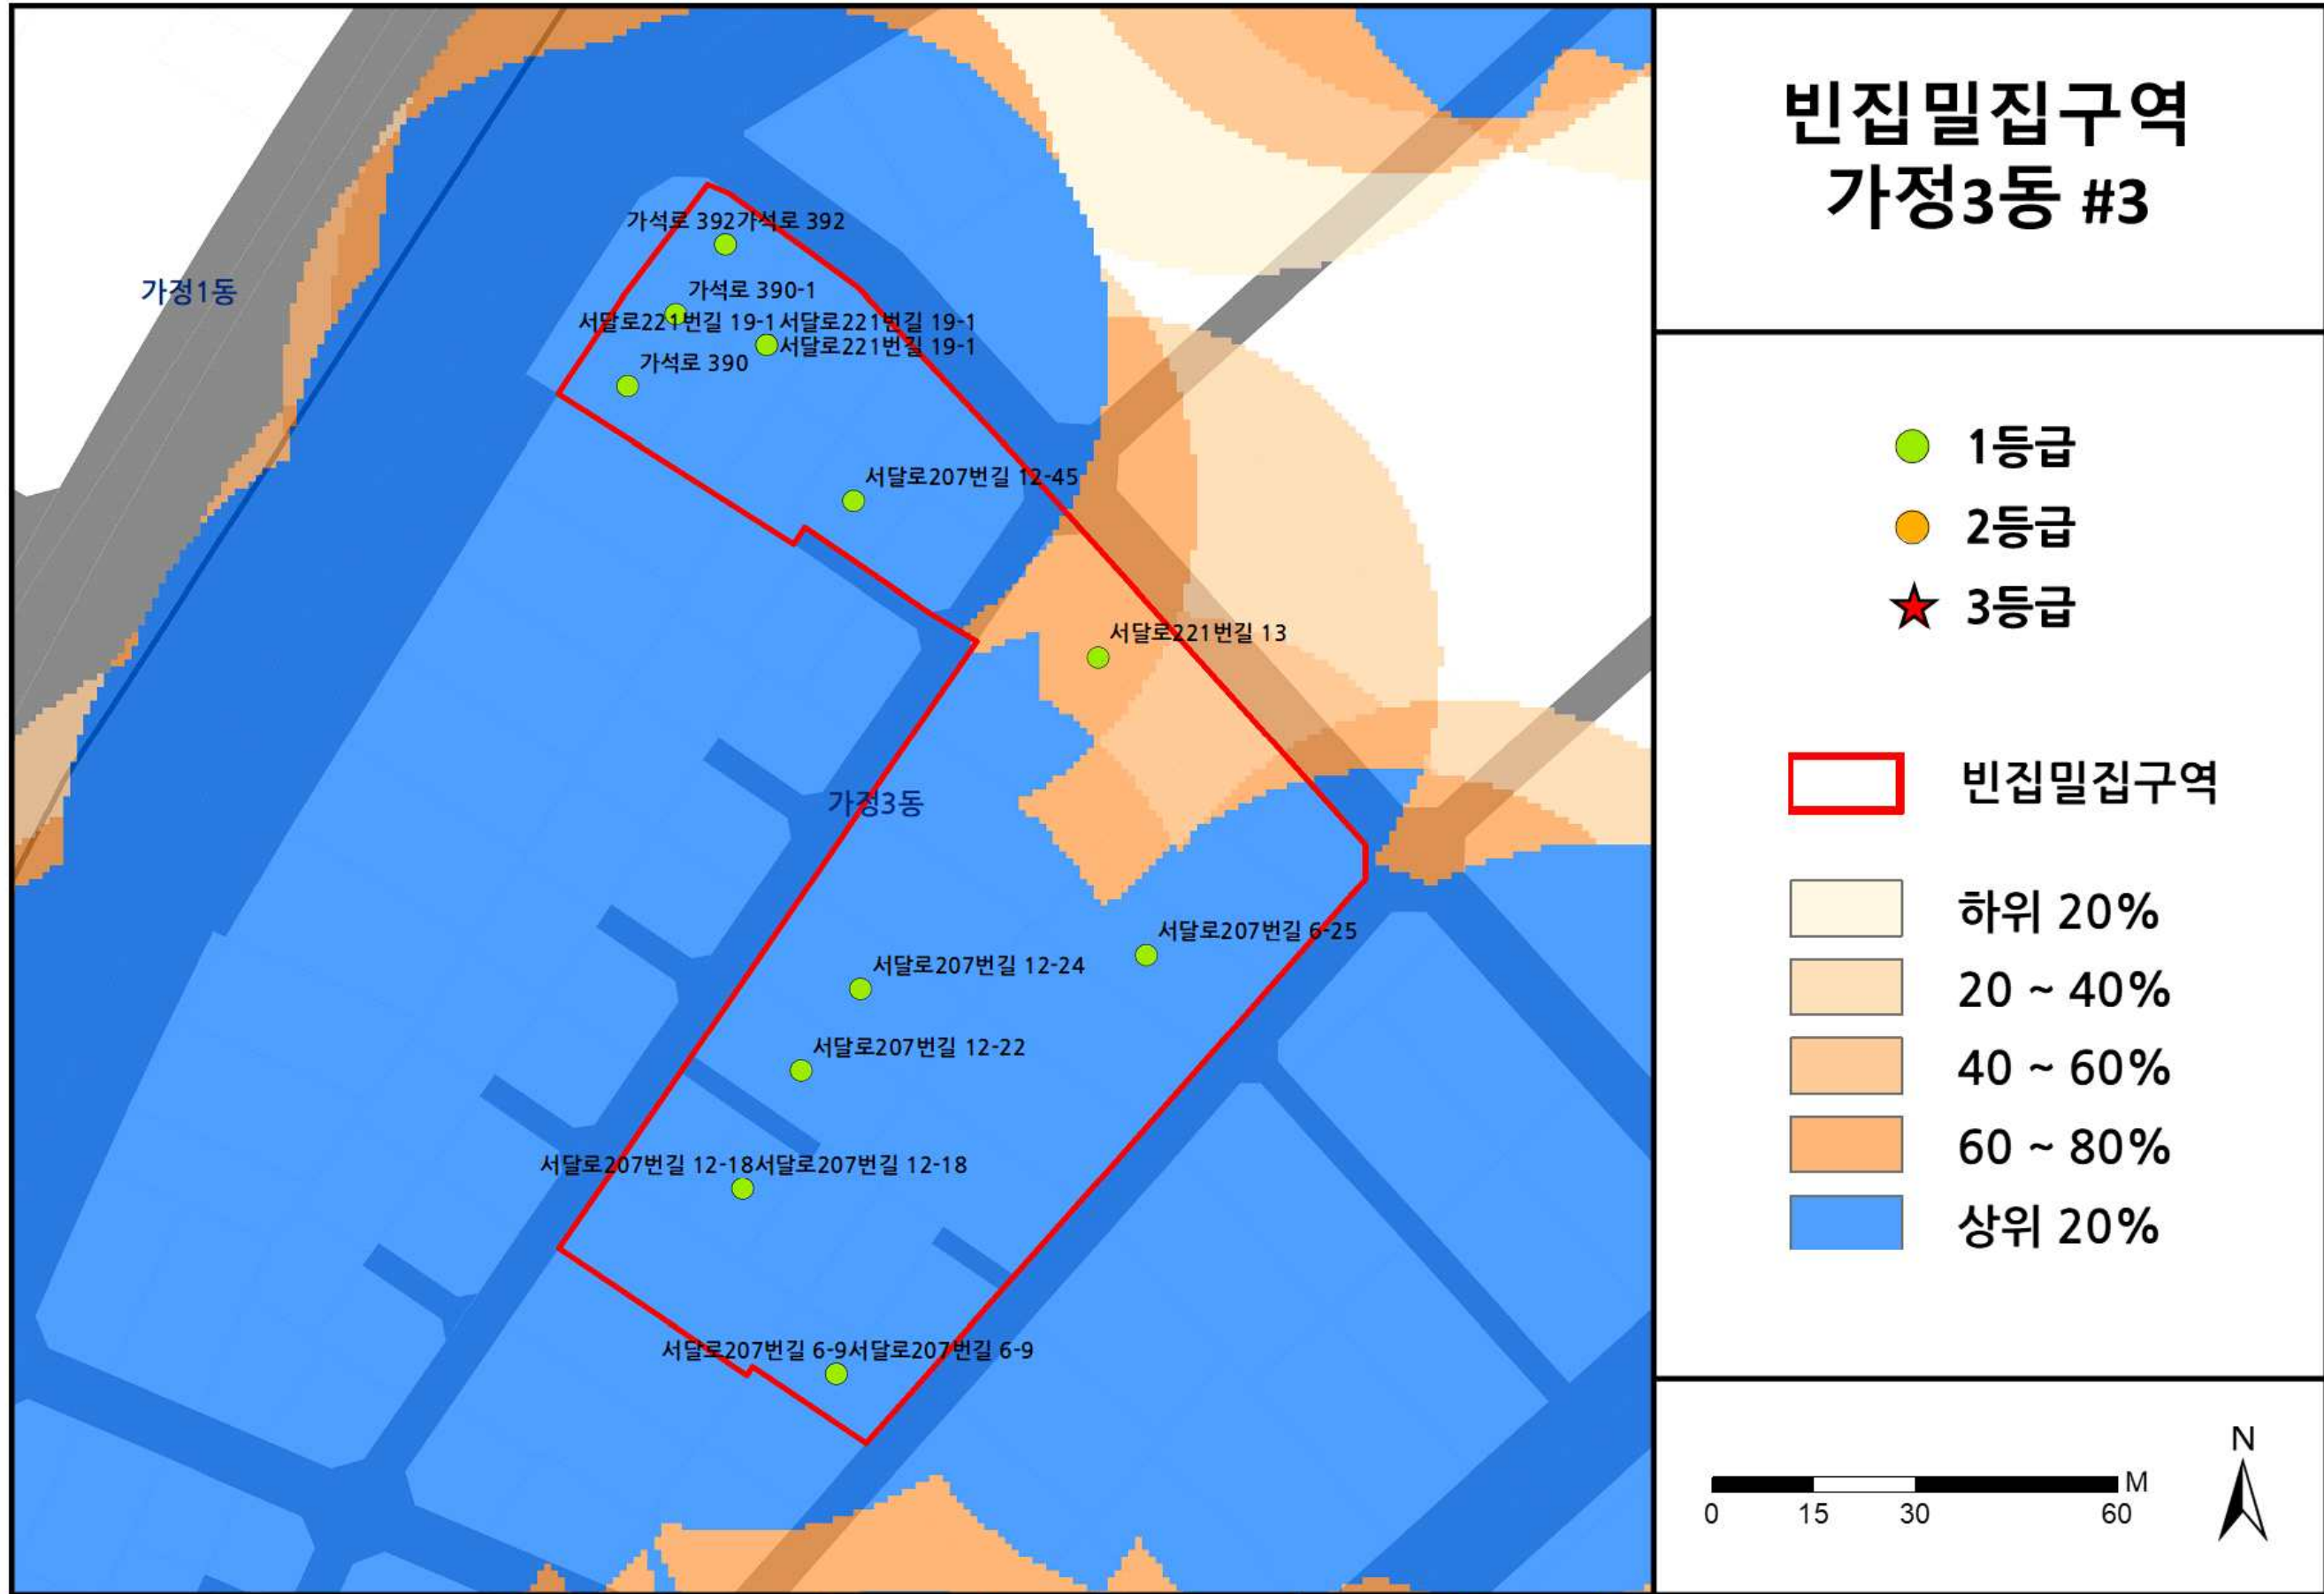 빈집밀집구역
가정3동 #3
가석로 392가석로 392
가석로 390-1
가정1동
서달로221번길 19-1서달로221번길 19-1
서달로221번길 19-1
가석로 390
서달로207번길 12-45
서달로221번길 13
가정3동
서달로207번길 6-25
서달로207번길 12-24
서달로207번길 12-22
서달로207번길 12-18서달로207번길 12-18
서달로207번길 6-9서달로207번길 6-9
1등급
2등급
3등급
빈집밀집구역
하위 20%
20 ~ 40%
40 ~ 60%
60 ~ 80%
상위 20%
M
0 15 30 60
N